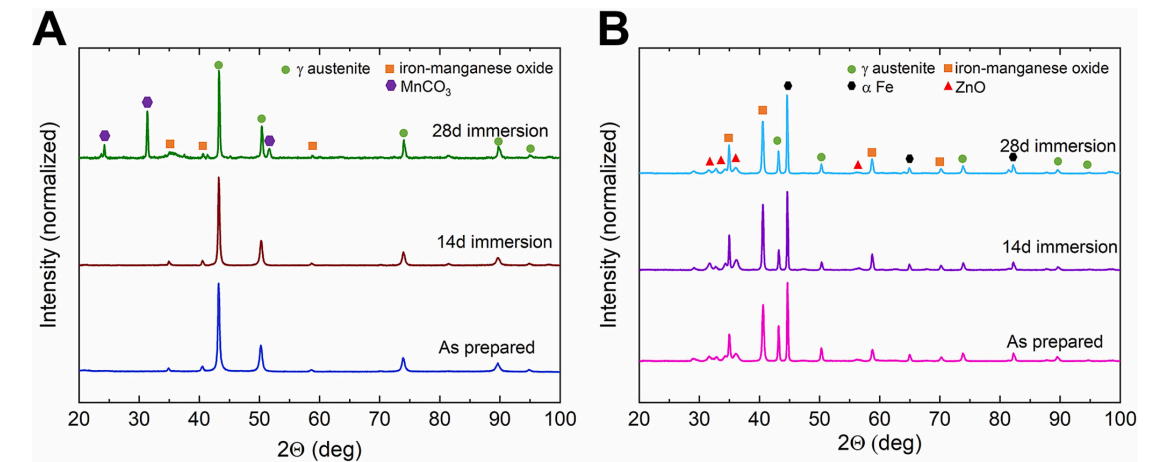 A
γ austenite
iron-manganese oxide
MnCO₃
28d immersion
14d immersion
As prepared
Intensity (normalized)
20 30 40 50 60 70 80 90 100
2Θ (deg)
B
γ austenite
iron-manganese oxide
α Fe
ZnO
28d immersion
14d immersion
As prepared
Intensity (normalized)
20 30 40 50 60 70 80 90 100
2Θ (deg)